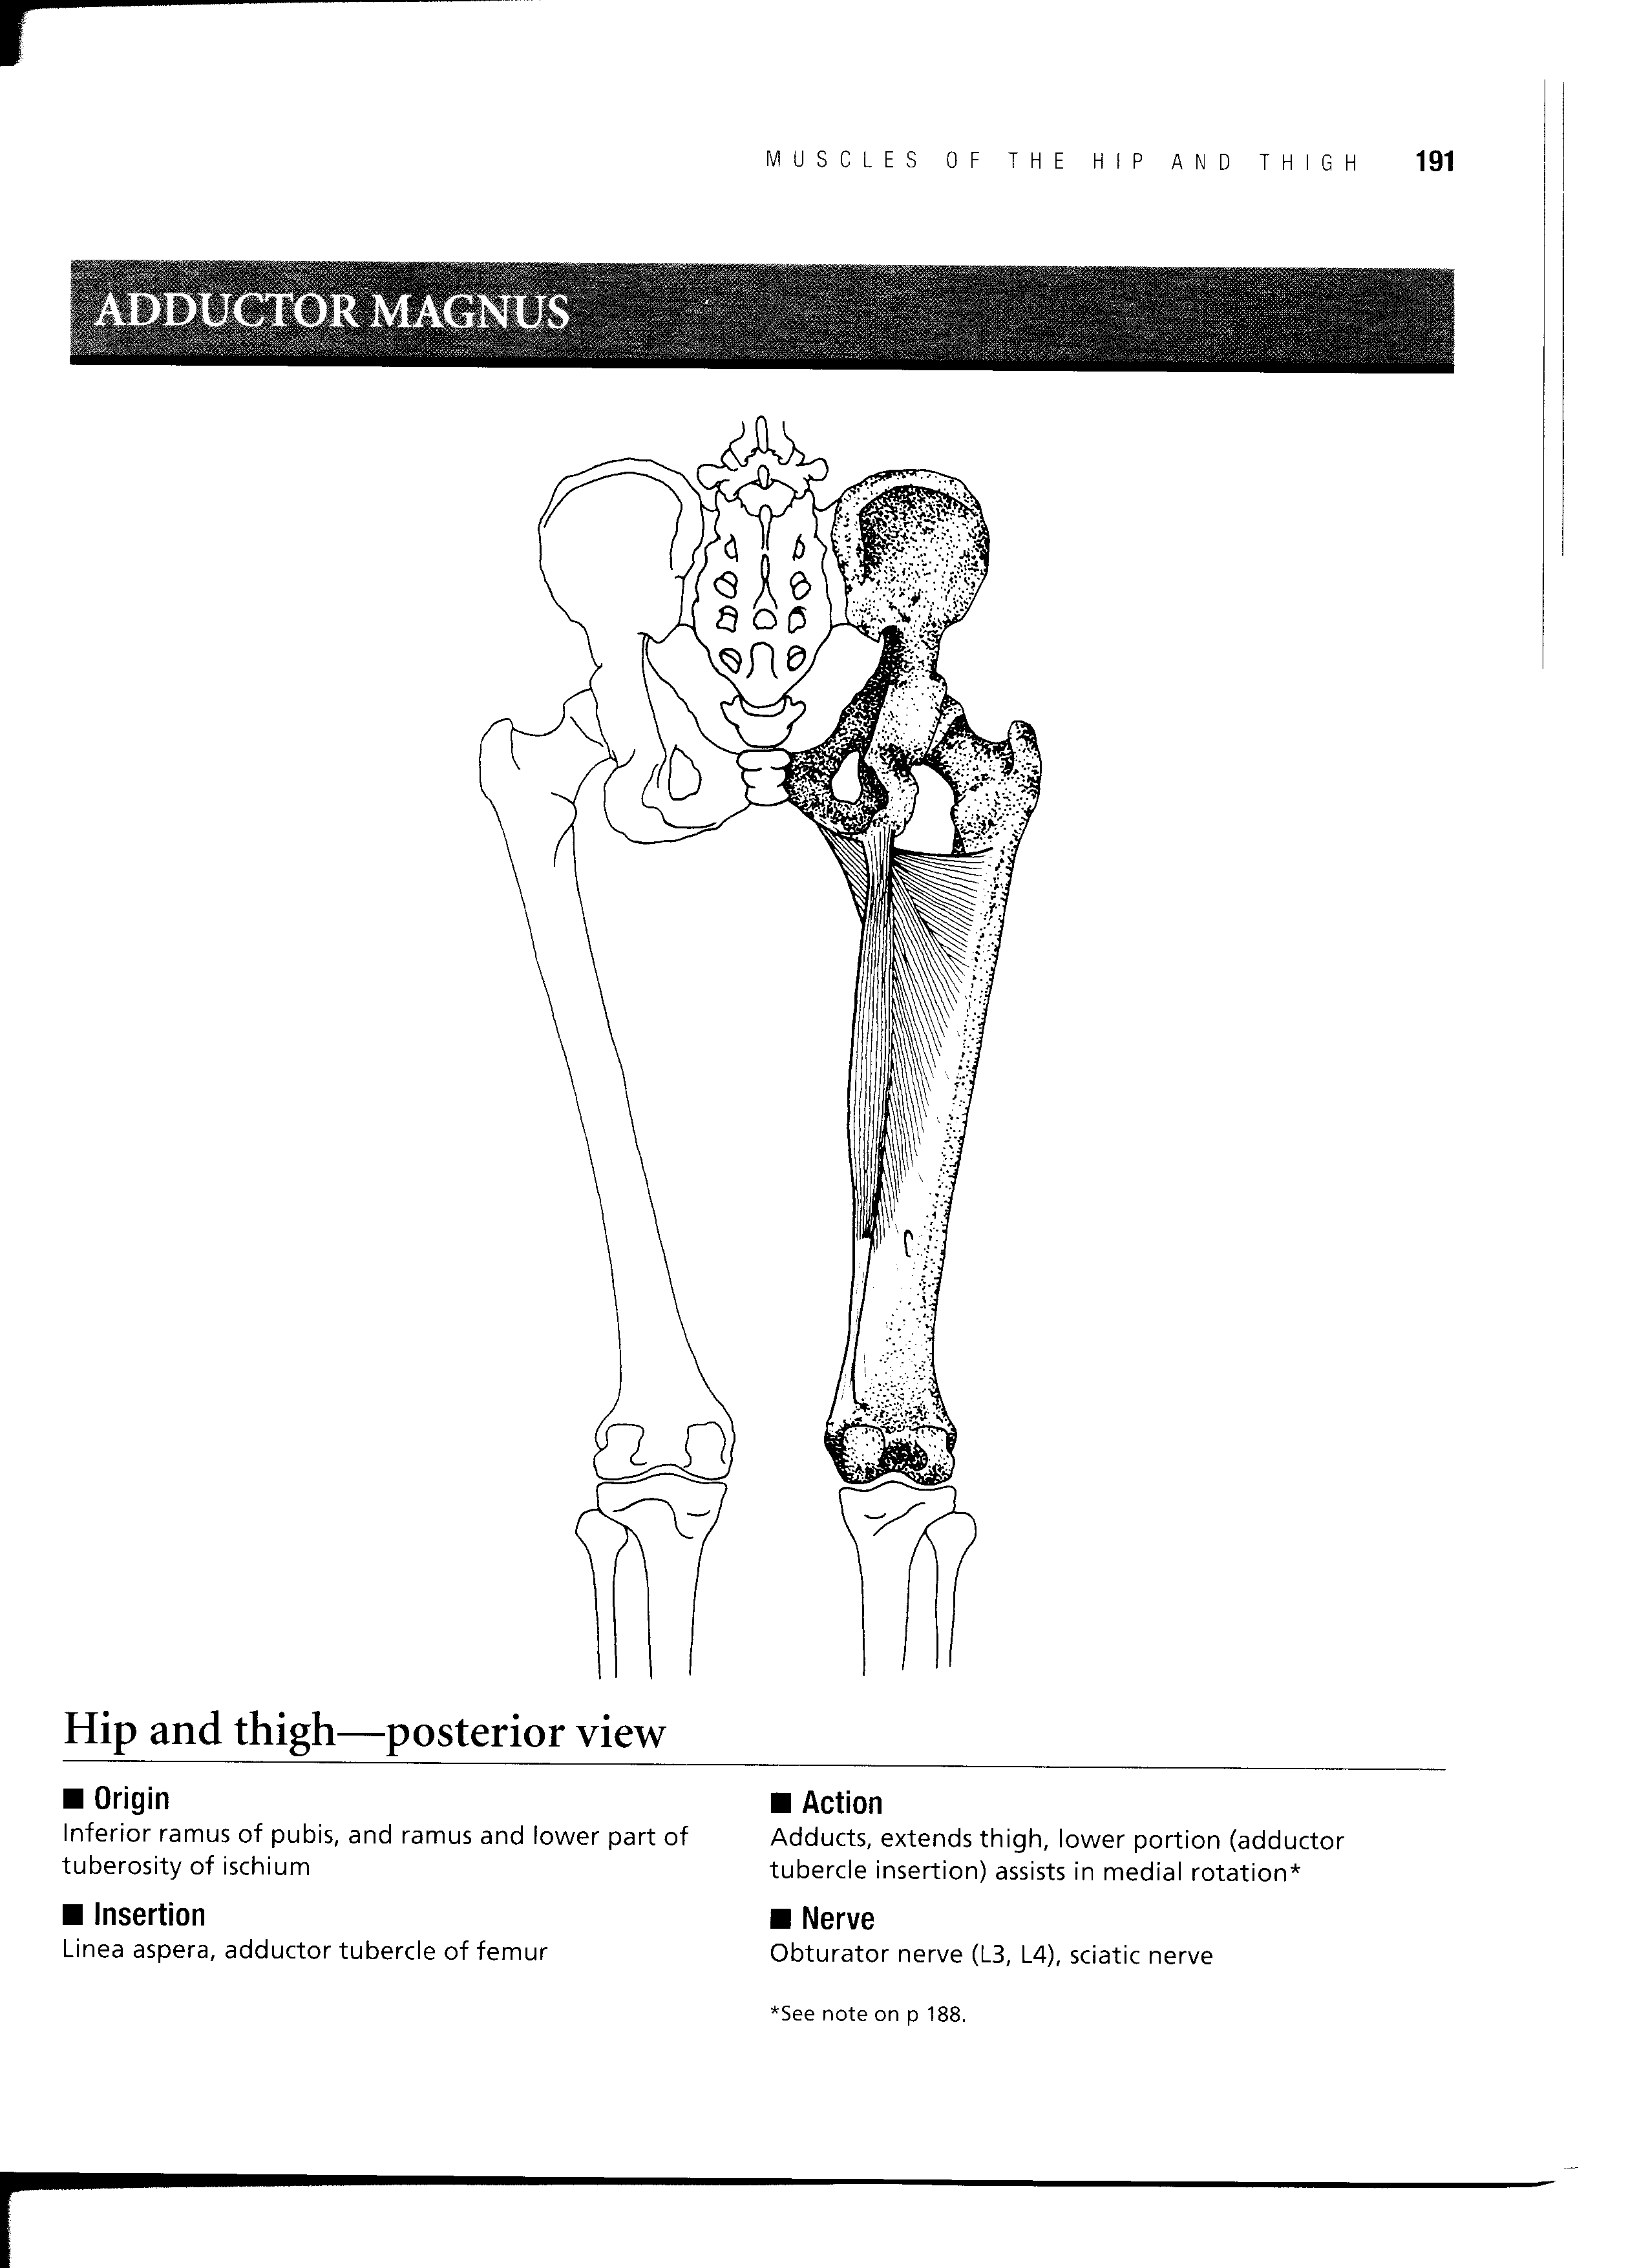 MUSCLES OF THE HIP AND THIGH 191
ADDUCTOR MAGNUS
Hip and thigh—posterior view
■ Origin
Inferior ramus of pubis, and ramus and lower part of
tuberosity of ischium
■ Insertion
Linea aspera, adductor tubercle of femur
■ Action
Adducts, extends thigh, lower portion (adductor
tubercle insertion) assists in medial rotation*
■ Nerve
Obturator nerve (L3, L4), sciatic nerve
*See note on p 188.